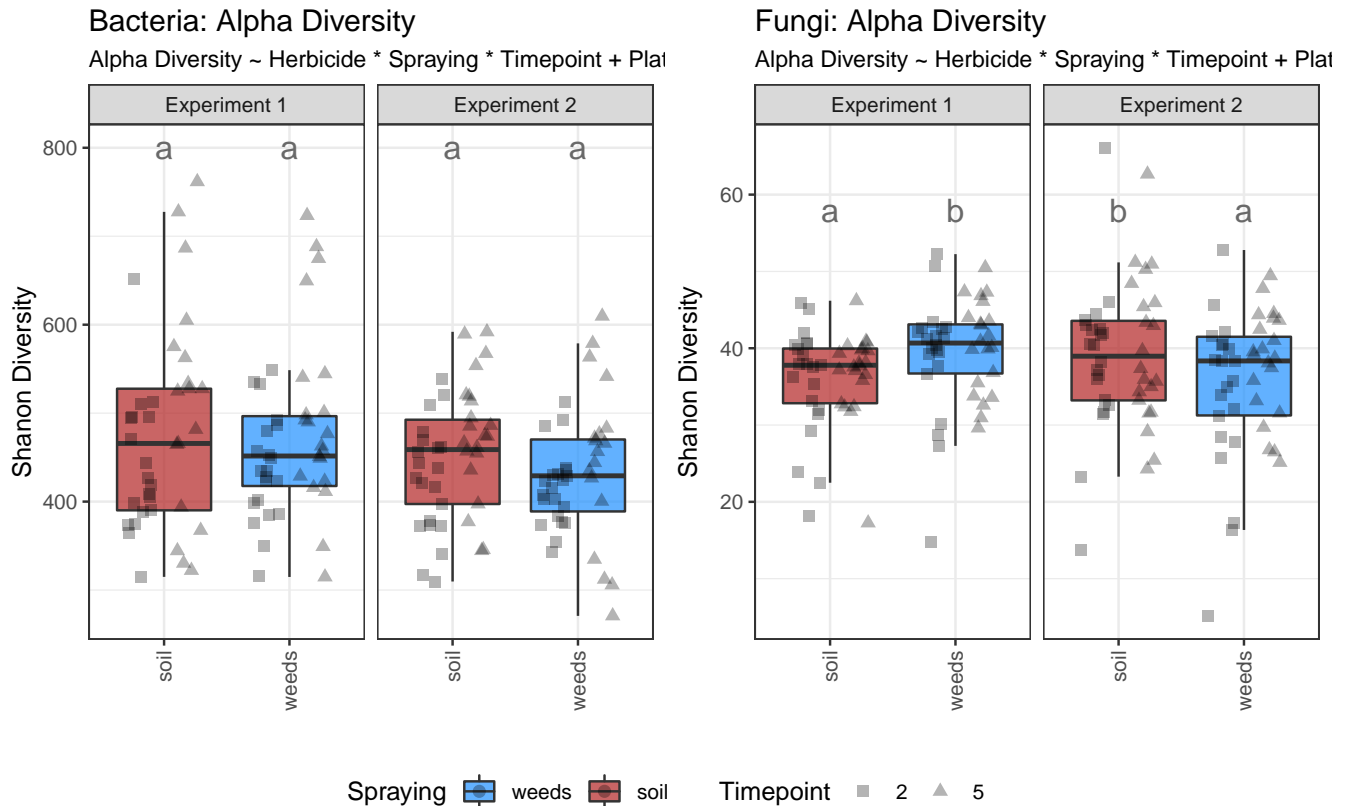 Bacteria: Alpha Diversity
Alpha Diversity ~ Herbicide * Spraying * Timepoint + Plat
Experiment 1
Experiment 2
Shannon Diversity
800
600
400
a
a
a
a
soil
weeds
soil
weeds
Fungi: Alpha Diversity
Alpha Diversity ~ Herbicide * Spraying * Timepoint + Plat
Experiment 1
Experiment 2
Shannon Diversity
60
40
20
a
b
b
a
soil
weeds
soil
weeds
Spraying weeds soil Timepoint 2 5